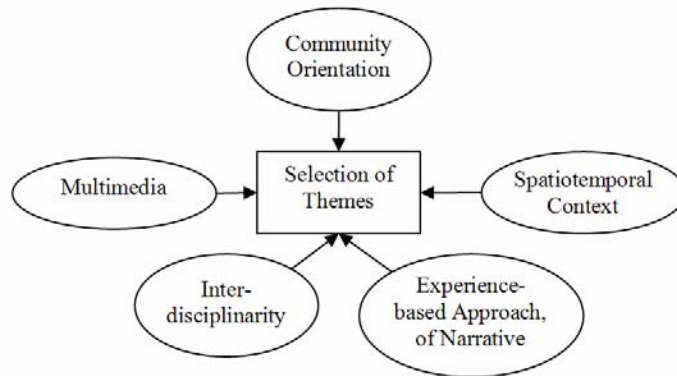 Community
Orientation
Multimedia
Selection of
Themes
Spatiotemporal
Context
Inter-
disciplinarity
Experience-
based Approach,
of Narrative